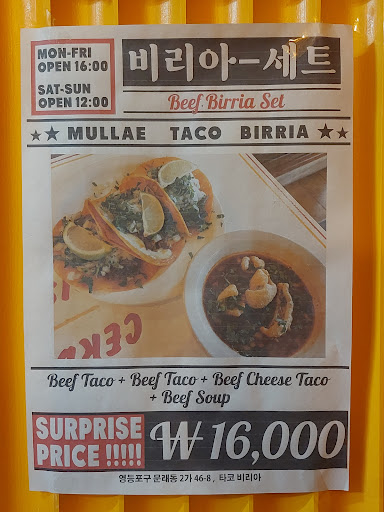 MON-FRI
OPEN 16:00
SAT-SUN
OPEN 12:00
비리아-세트
Beef Birria Set
★★ MULLAE TACO BIRRIA ★★
Beef Taco + Beef Taco + Beef Cheese Taco
+ Beef Soup
SURPRISE
PRICE !!!!!
₩ 16,000
영등포구 문래동 2가 46-8 , 타코 비리아